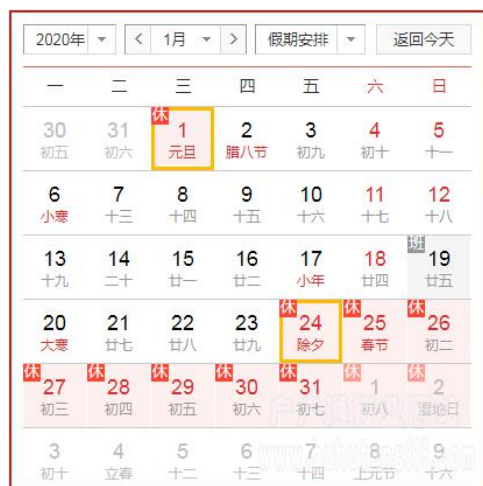 2020年 1月 假期安排 返回今天
一 二 三 四 五 六 日
30 31 休 1 2 3 4 5
初五 初六 元旦 腊八节 初九 初十 十一
6 7 8 9 10 11 12
小寒 十三 十四 十五 十六 十七 十八
13 14 15 16 17 18 班 19
十九 二十 廿一 廿二 小年 廿四 廿五
20 21 22 23 休 24 休 25 休 26
大寒 廿七 廿八 廿九 除夕 春节 初二
休 27 休 28 休 29 休 30 休 31 休 1 休 2
初三 初四 初五 初六 初七 初八 湿地日
3 4 5 6 7 8 9
初十 立春 十二 十三 十四 上元节 十六